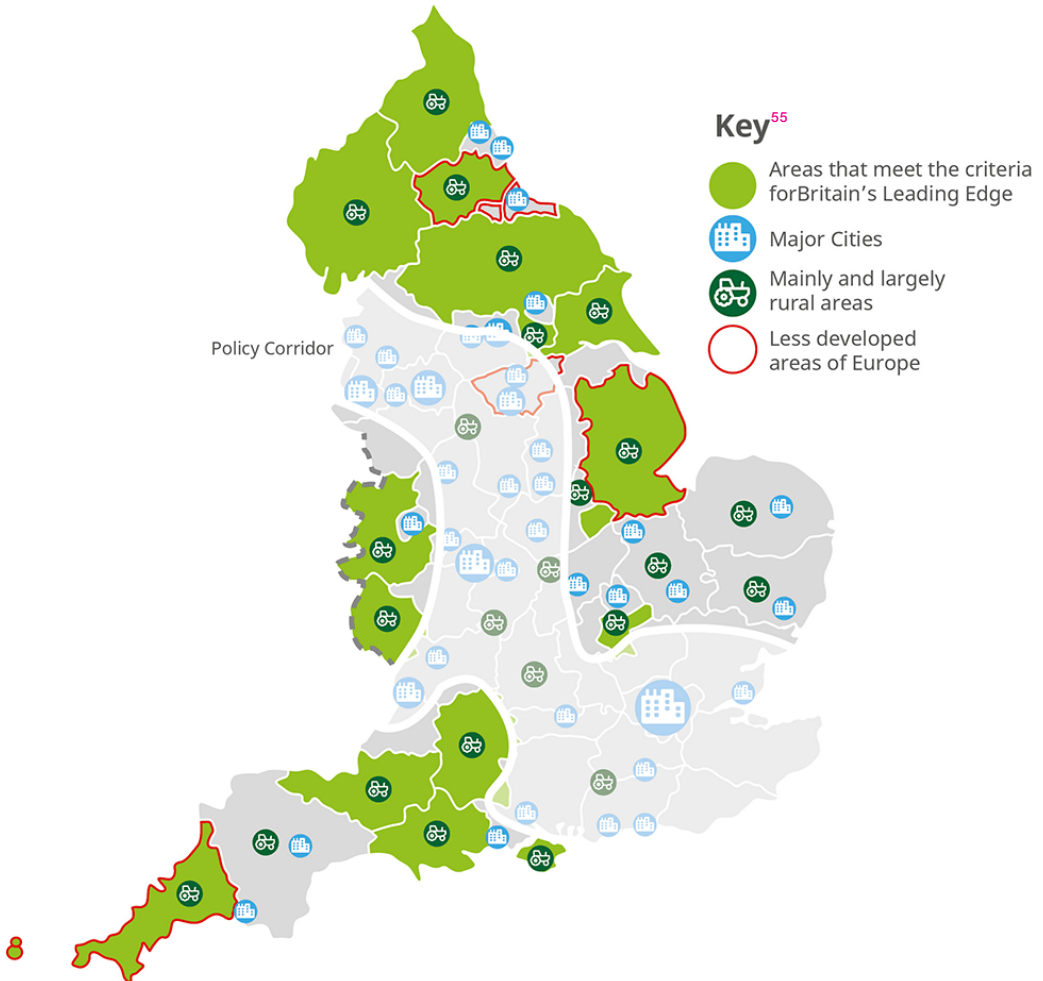 Key55
Areas that meet the criteria
forBritain's Leading Edge
Major Cities
Mainly and largely
rural areas
Policy Corridor
Less developed
areas of Europe